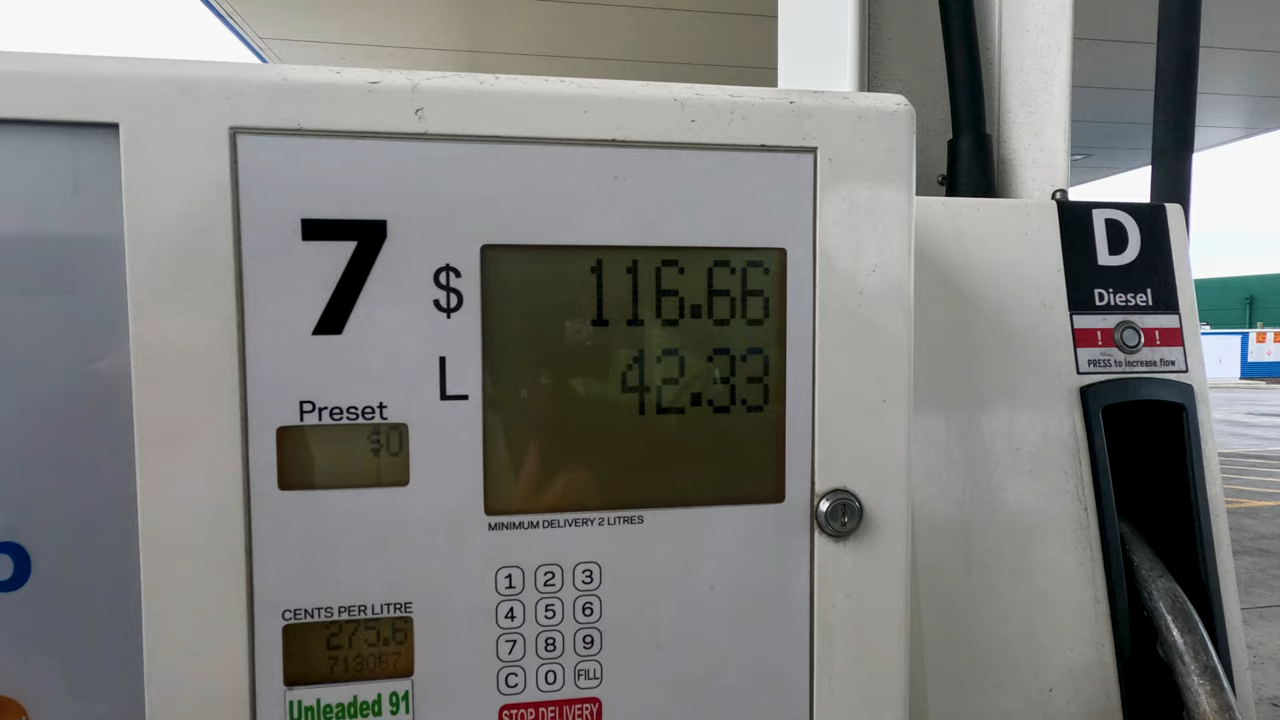 7
$ 116.66
L 42.33
Preset
$0
MINIMUM DELIVERY 2 LITRES
CENTS PER LITRE
275.6
713067
Unleaded 91
1 2 3
4 5 6
7 8 9
C 0 FILL
STOP DELIVERY
D
Diesel
! !
PRESS to increase flow